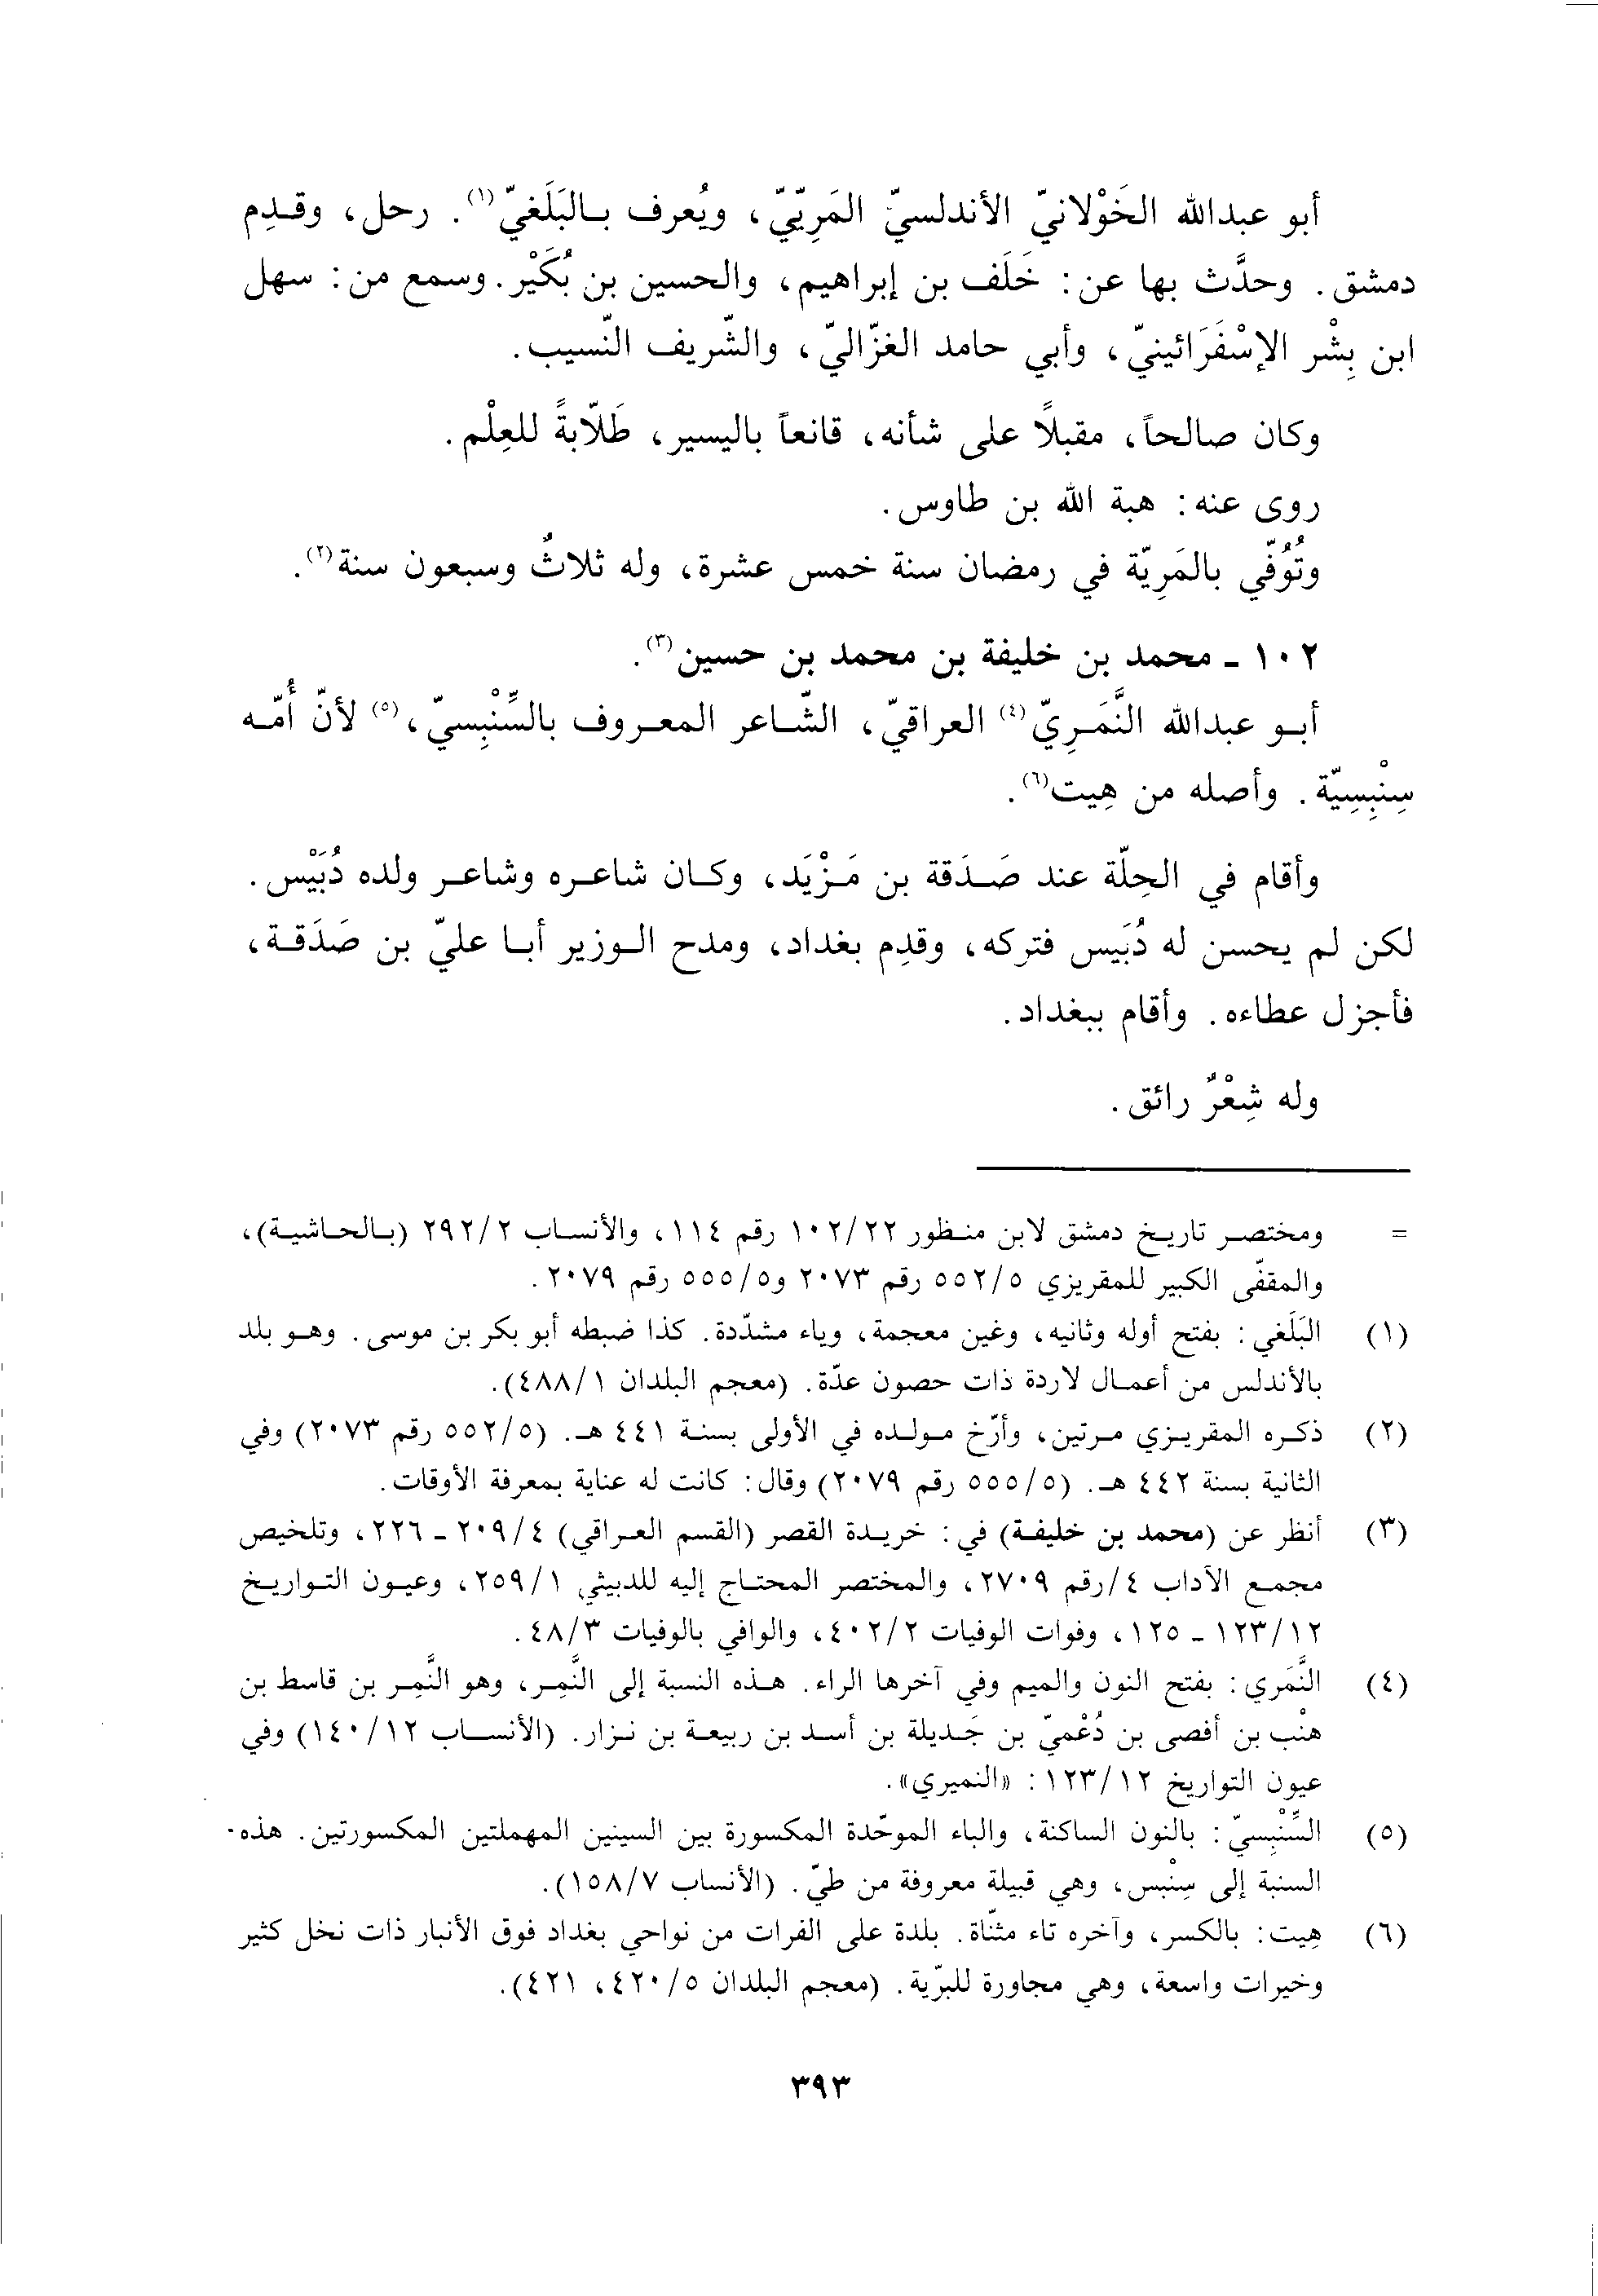 أبو عبدالله الخَوْلانيّ الأندلسيّ المَرِيّيّ، ويُعرف بالبَلَغيّ(١). رحل، وقدِم
دمشق. وحدَّث بها عن: خَلَف بن إبراهيم، والحسين بن بُكَيْر. وسمع من: سهل
ابن بِشْر الإسْفَرَائينيّ، وأبي حامد الغزّاليّ، والشّريف النّسيب.
وكان صالحاً، مقبلًا على شأنه، قانعاً باليسير، طَلّابةً للعِلْم.
روى عنه: هبة الله بن طاوس.
وتُوُفّي بالمَرِيّة في رمضان سنة خمس عشرة، وله ثلاثٌ وسبعون سنة(٢).
١٠٢ ـ محمد بن خليفة بن محمد بن حسين(٣).
أبو عبدالله النَّمَرِيّ(٤) العراقيّ، الشّاعر المعروف بالسِّنْبِسيّ،(٥) لأنّ أُمّه
سِنْبِسِيّة. وأصله من هِيت(٦).
وأقام في الحِلّة عند صَدَقة بن مَزْيَد، وكان شاعره وشاعر ولده دُبَيْس.
لكن لم يحسن له دُبَيس فتركه، وقدِم بغداد، ومدح الوزير أبا عليّ بن صَدَقة،
فأجزل عطاءه. وأقام ببغداد.
وله شِعْرٌ رائق.
= ومختصر تاريخ دمشق لابن منظور ١٠٢/٢٢ رقم ١١٤، والأنساب ٢٩٢/٢ (بالحاشية)،
والمقفّى الكبير للمقريزي ٥٥٢/٥ رقم ٢٠٧٣ و٥٥٥/٥ رقم ٢٠٧٩.
(١) البَلَغي: بفتح أوله وثانيه، وغين معجمة، وياء مشدّدة. كذا ضبطه أبو بكر بن موسى. وهو بلد
بالأندلس من أعمال لاردة ذات حصون عدّة. (معجم البلدان ٤٨٨/١).
(٢) ذكره المقريزي مرتين، وأرّخ مولده في الأولى بسنة ٤٤١ هـ. (٥٥٢/٥ رقم ٢٠٧٣) وفي
الثانية بسنة ٤٤٢ هـ. (٥٥٥/٥ رقم ٢٠٧٩) وقال: كانت له عناية بمعرفة الأوقات.
(٣) أنظر عن (محمد بن خليفة) في: خريدة القصر (القسم العراقي) ٢٠٩/٤ ـ ٢٢٦، وتلخيص
مجمع الآداب ٤/رقم ٢٧٠٩، والمختصر المحتاج إليه للدبيثي ٢٥٩/١، وعيون التواريخ
١٢٣/١٢ ـ ١٢٥، وفوات الوفيات ٤٠٢/٢، والوافي بالوفيات ٤٨/٣.
(٤) النَّمَري: بفتح النون والميم وفي آخرها الراء. هذه النسبة إلى النَّمِر، وهو النَّمِر بن قاسط بن
هنْب بن أفصى بن دُعْميّ بن جَديلة بن أسد بن ربيعة بن نزار. (الأنساب ١٤٠/١٢) وفي
عيون التواريخ ١٢٣/١٢: «النميري».
(٥) السِّنْبِسيّ: بالنون الساكنة، والباء الموحّدة المكسورة بين السينين المهملتين المكسورتين. هذه
السنبة إلى سِنْبس، وهي قبيلة معروفة من طيّ. (الأنساب ١٥٨/٧).
(٦) هِيت: بالكسر، وآخره تاء مثنّاة. بلدة على الفرات من نواحي بغداد فوق الأنبار ذات نخل كثير
وخيرات واسعة، وهي مجاورة للبرّية. (معجم البلدان ٤٢٠/٥، ٤٢١).
٣٩٣